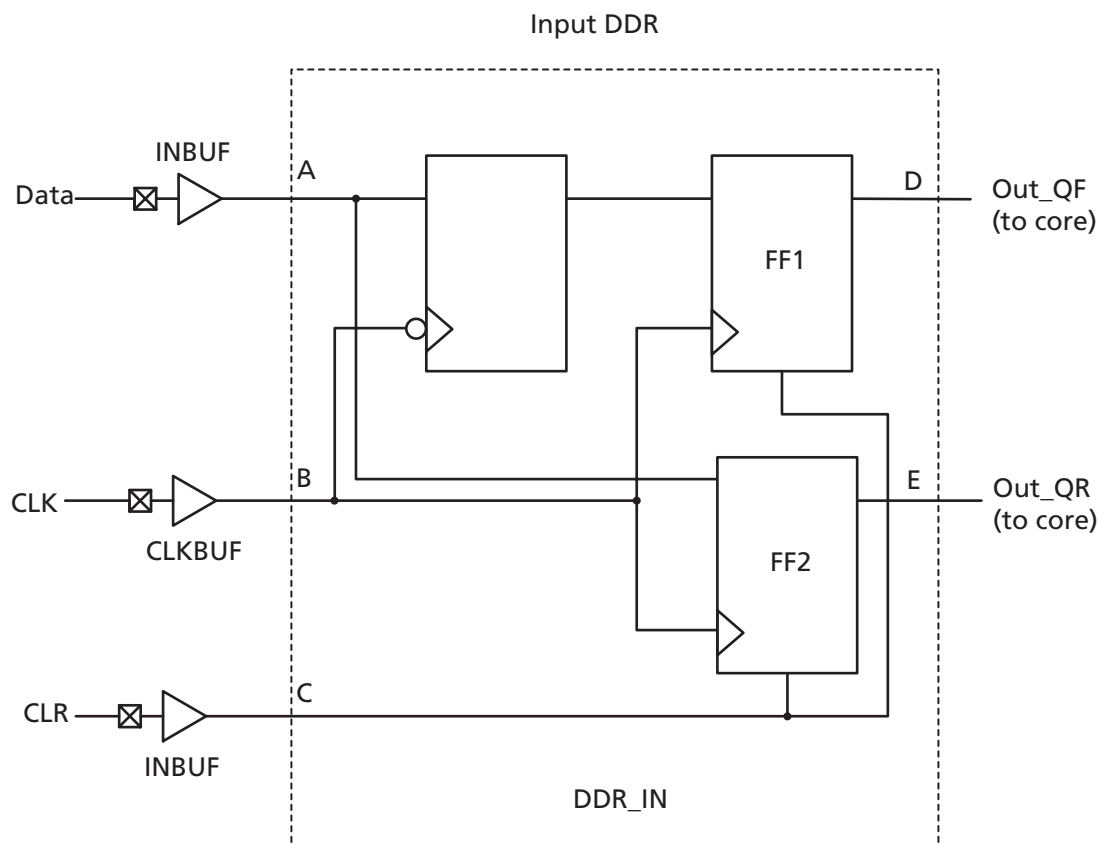 Input DDR
INBUF
A
Data
D
Out_QF
(to core)
FF1
B
CLK
CLKBUF
E
Out_QR
(to core)
FF2
C
CLR
INBUF
DDR_IN